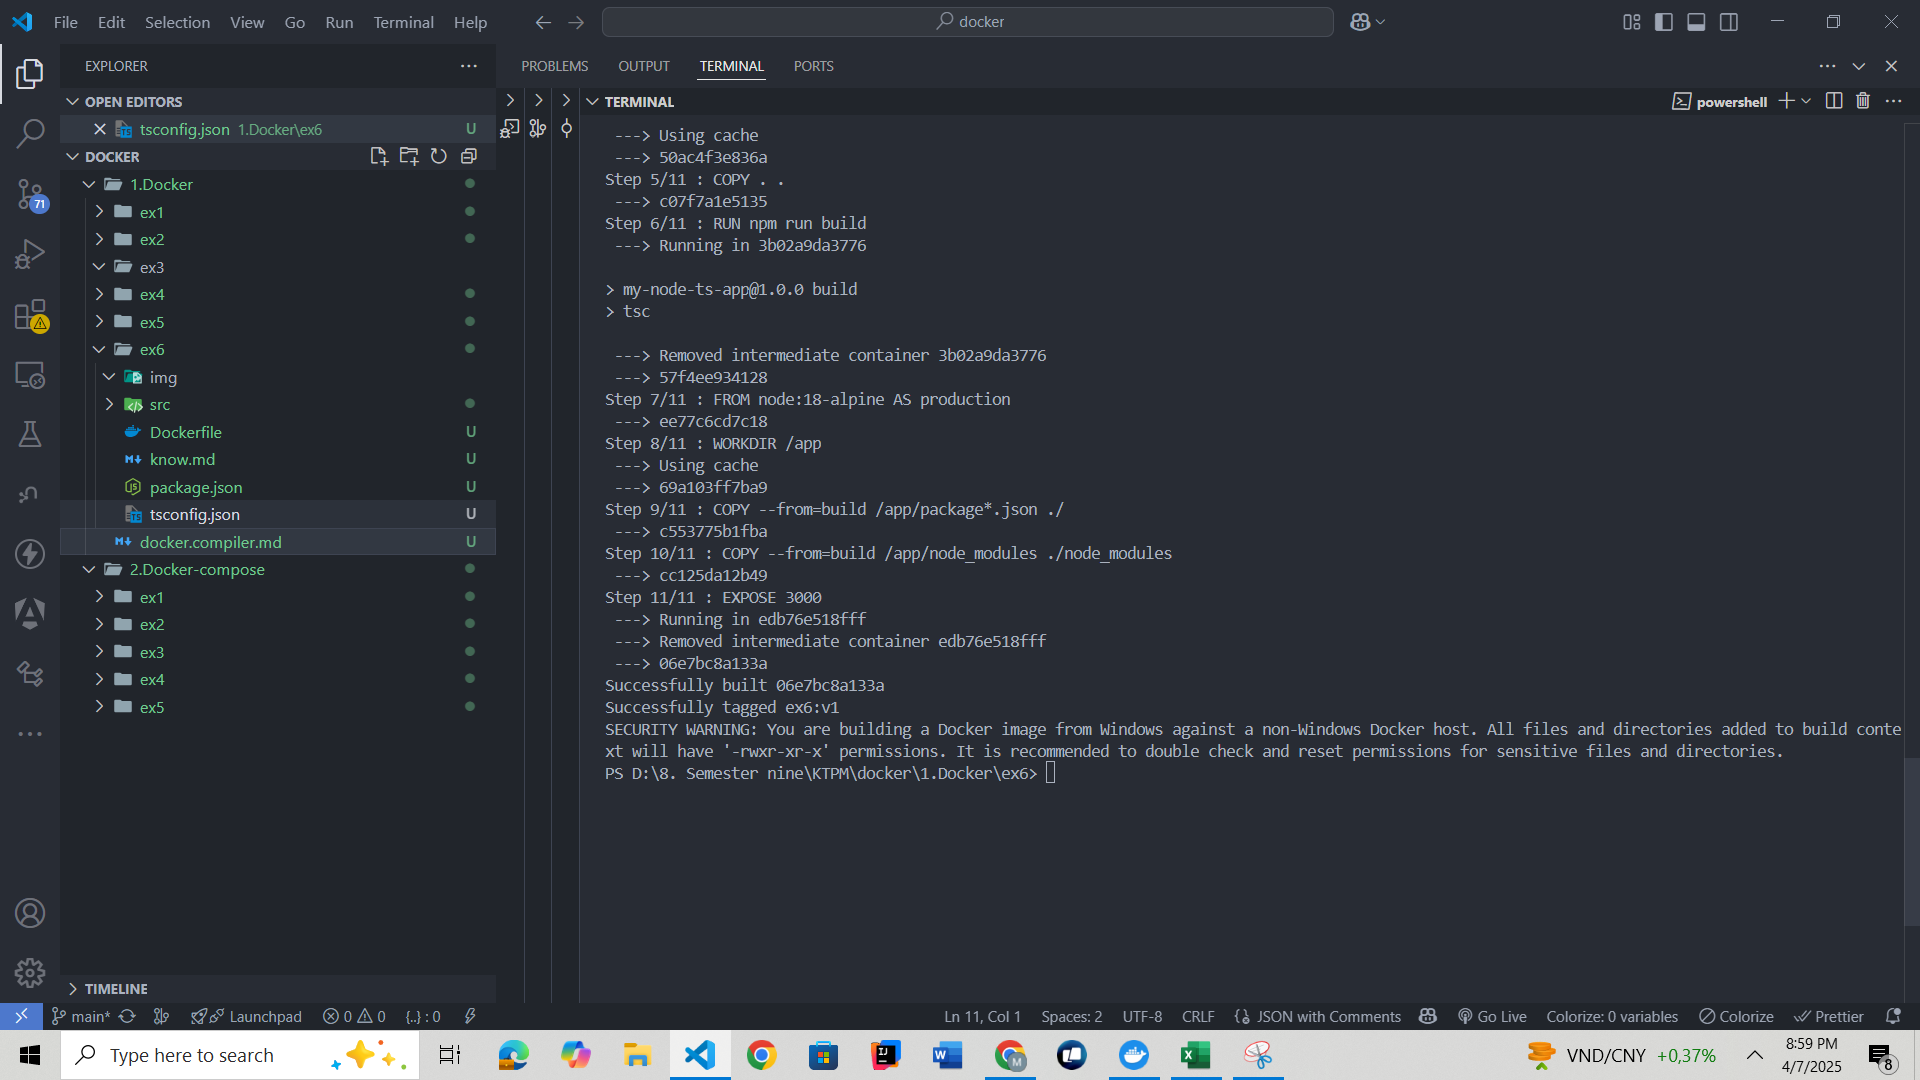 File Edit Selection View Go Run Terminal Help
docker
EXPLORER
OPEN EDITORS
tsconfig.json 1.Docker\ex6 U
DOCKER
1.Docker
ex1
ex2
ex3
ex4
ex5
ex6
img
src
Dockerfile U
know.md U
package.json U
tsconfig.json U
docker.compiler.md U
2.Docker-compose
ex1
ex2
ex3
ex4
ex5
TIMELINE
71
PROBLEMS OUTPUT TERMINAL PORTS
TERMINAL
powershell
---> Using cache
---> 50ac4f3e836a
Step 5/11 : COPY . .
---> c07f7a1e5135
Step 6/11 : RUN npm run build
---> Running in 3b02a9da3776
> my-node-ts-app@1.0.0 build
> tsc
---> Removed intermediate container 3b02a9da3776
---> 57f4ee934128
Step 7/11 : FROM node:18-alpine AS production
---> ee77c6cd7c18
Step 8/11 : WORKDIR /app
---> Using cache
---> 69a103ff7ba9
Step 9/11 : COPY --from=build /app/package*.json ./
---> c553775b1fba
Step 10/11 : COPY --from=build /app/node_modules ./node_modules
---> cc125da12b49
Step 11/11 : EXPOSE 3000
---> Running in edb76e518fff
---> Removed intermediate container edb76e518fff
---> 06e7bc8a133a
Successfully built 06e7bc8a133a
Successfully tagged ex6:v1
SECURITY WARNING: You are building a Docker image from Windows against a non-Windows Docker host. All files and directories added to build conte
xt will have '-rwxr-xr-x' permissions. It is recommended to double check and reset permissions for sensitive files and directories.
PS D:\8. Semester nine\KTPM\docker\1.Docker\ex6>
main* Launchpad 0 0 {..} : 0
Ln 11, Col 1 Spaces: 2 UTF-8 CRLF JSON with Comments Go Live Colorize: 0 variables Colorize Prettier
Type here to search
VND/CNY +0,37%
8:59 PM
4/7/2025
8